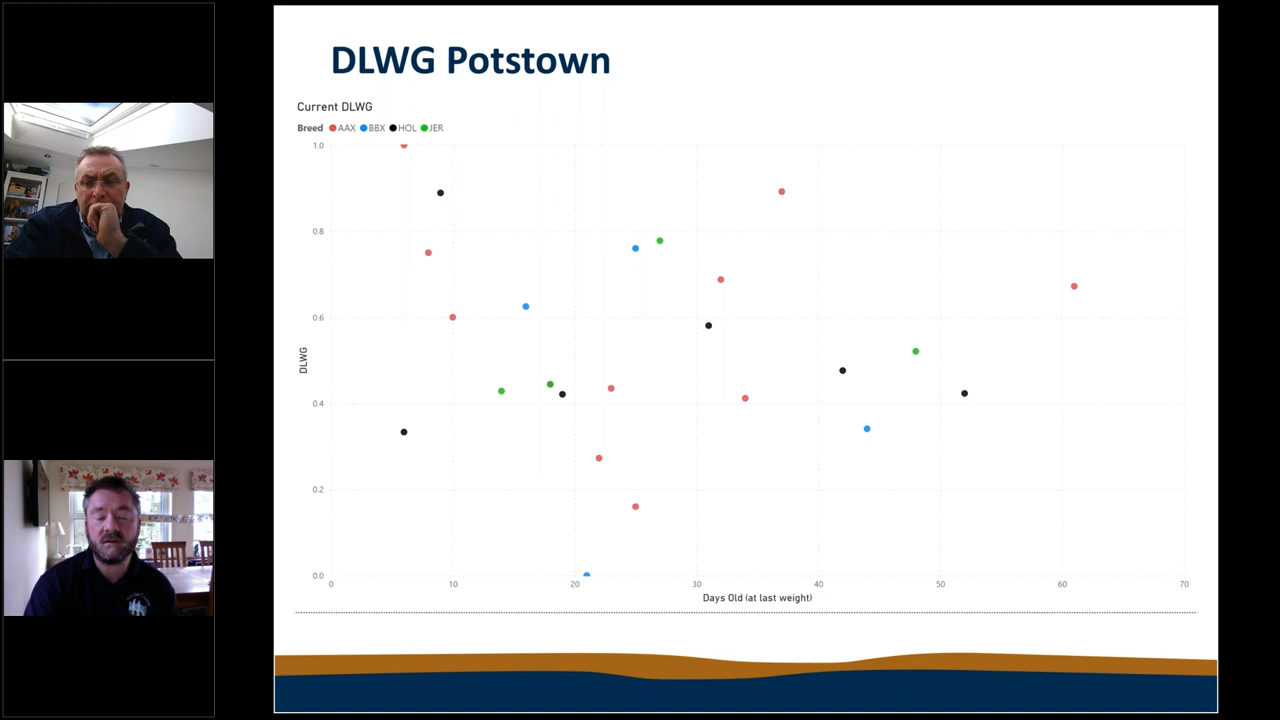 DLWG Potstown
Current DLWG
Breed AAX BBX HOL JER
1.0
0.8
0.6
0.4
0.2
0.0
DLWG
0 10 20 30 40 50 60 70
Days Old (at last weight)